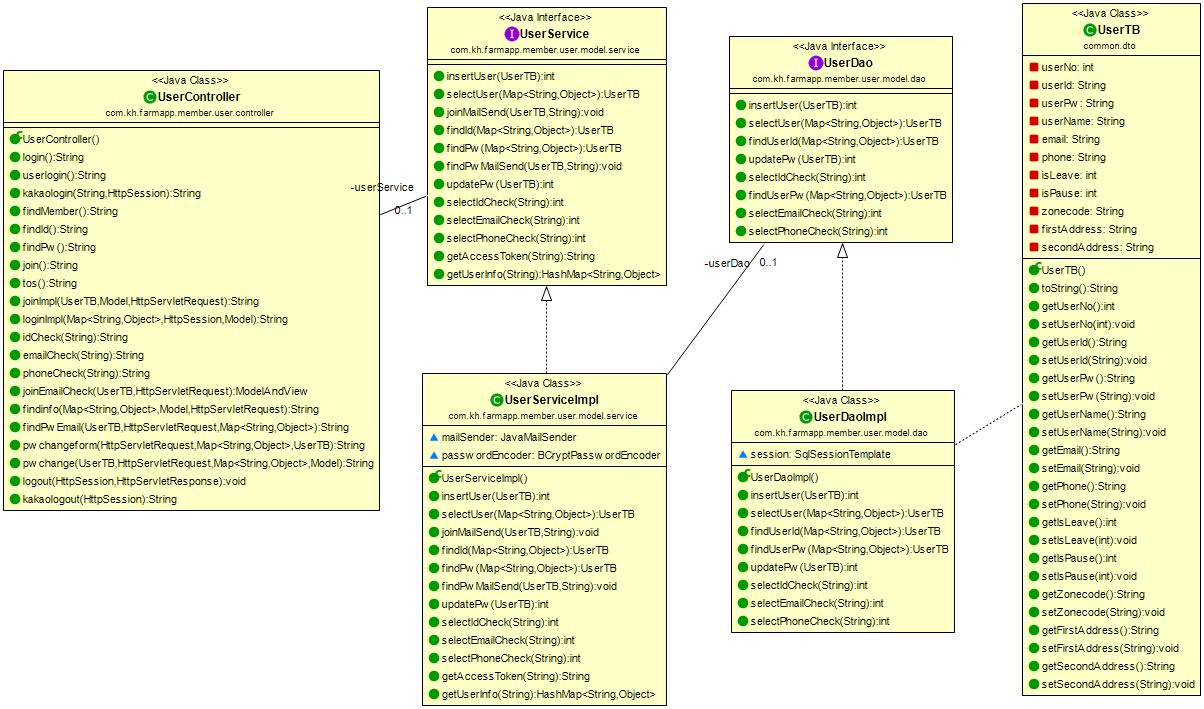 <<Java Class>>
UserController
com.kh.farmapp.member.user.controller
UserController()
login():String
userlogin():String
kakaologin(String,HttpSession):String
findMember():String
findId():String
findPw ():String
join():String
tos():String
joinImpl(UserTB,Model,HttpServletRequest):String
loginImpl(Map<String,Object>,HttpSession,Model):String
idCheck(String):String
emailCheck(String):String
phoneCheck(String):String
joinEmailCheck(UserTB,HttpServletRequest):ModelAndView
findinfo(Map<String,Object>,Model,HttpServletRequest):String
findPw Email(UserTB,HttpServletRequest,Map<String,Object>):String
pw changeform(HttpServletRequest,Map<String,Object>,UserTB):String
pw change(UserTB,HttpServletRequest,Map<String,Object>,Model):String
logout(HttpSession,HttpServletResponse):void
kakaologout(HttpSession):String
-userService
0..1
<<Java Interface>>
I UserService
com.kh.farmapp.member.user.model.service
insertUser(UserTB):int
selectUser(Map<String,Object>):UserTB
joinMailSend(UserTB,String):void
findId(Map<String,Object>):UserTB
findPw (Map<String,Object>):UserTB
findPw MailSend(UserTB,String):void
updatePw (UserTB):int
selectIdCheck(String):int
selectEmailCheck(String):int
selectPhoneCheck(String):int
getAccessToken(String):String
getUserInfo(String):HashMap<String,Object>
<<Java Class>>
UserServiceImpl
com.kh.farmapp.member.user.model.service
mailSender: JavaMailSender
passw ordEncoder: BCryptPassw ordEncoder
UserServiceImpl()
insertUser(UserTB):int
selectUser(Map<String,Object>):UserTB
joinMailSend(UserTB,String):void
findId(Map<String,Object>):UserTB
findPw (Map<String,Object>):UserTB
findPw MailSend(UserTB,String):void
updatePw (UserTB):int
selectIdCheck(String):int
selectEmailCheck(String):int
selectPhoneCheck(String):int
getAccessToken(String):String
getUserInfo(String):HashMap<String,Object>
-userDao
0..1
<<Java Interface>>
I UserDao
com.kh.farmapp.member.user.model.dao
insertUser(UserTB):int
selectUser(Map<String,Object>):UserTB
findUserId(Map<String,Object>):UserTB
updatePw (UserTB):int
selectIdCheck(String):int
findUserPw (Map<String,Object>):UserTB
selectEmailCheck(String):int
selectPhoneCheck(String):int
<<Java Class>>
UserDaoImpl
com.kh.farmapp.member.user.model.dao
session: SqlSessionTemplate
UserDaoImpl()
insertUser(UserTB):int
selectUser(Map<String,Object>):UserTB
findUserId(Map<String,Object>):UserTB
findUserPw (Map<String,Object>):UserTB
updatePw (UserTB):int
selectIdCheck(String):int
selectEmailCheck(String):int
selectPhoneCheck(String):int
<<Java Class>>
UserTB
common.dto
userNo: int
userId: String
userPw : String
userName: String
email: String
phone: String
isLeave: int
isPause: int
zonecode: String
firstAddress: String
secondAddress: String
UserTB()
toString():String
getUserNo():int
setUserNo(int):void
getUserId():String
setUserId(String):void
getUserPw ():String
setUserPw (String):void
getUserName():String
setUserName(String):void
getEmail():String
setEmail(String):void
getPhone():String
setPhone(String):void
getIsLeave():int
setIsLeave(int):void
getIsPause():int
setIsPause(int):void
getZonecode():String
setZonecode(String):void
getFirstAddress():String
setFirstAddress(String):void
getSecondAddress():String
setSecondAddress(String):void